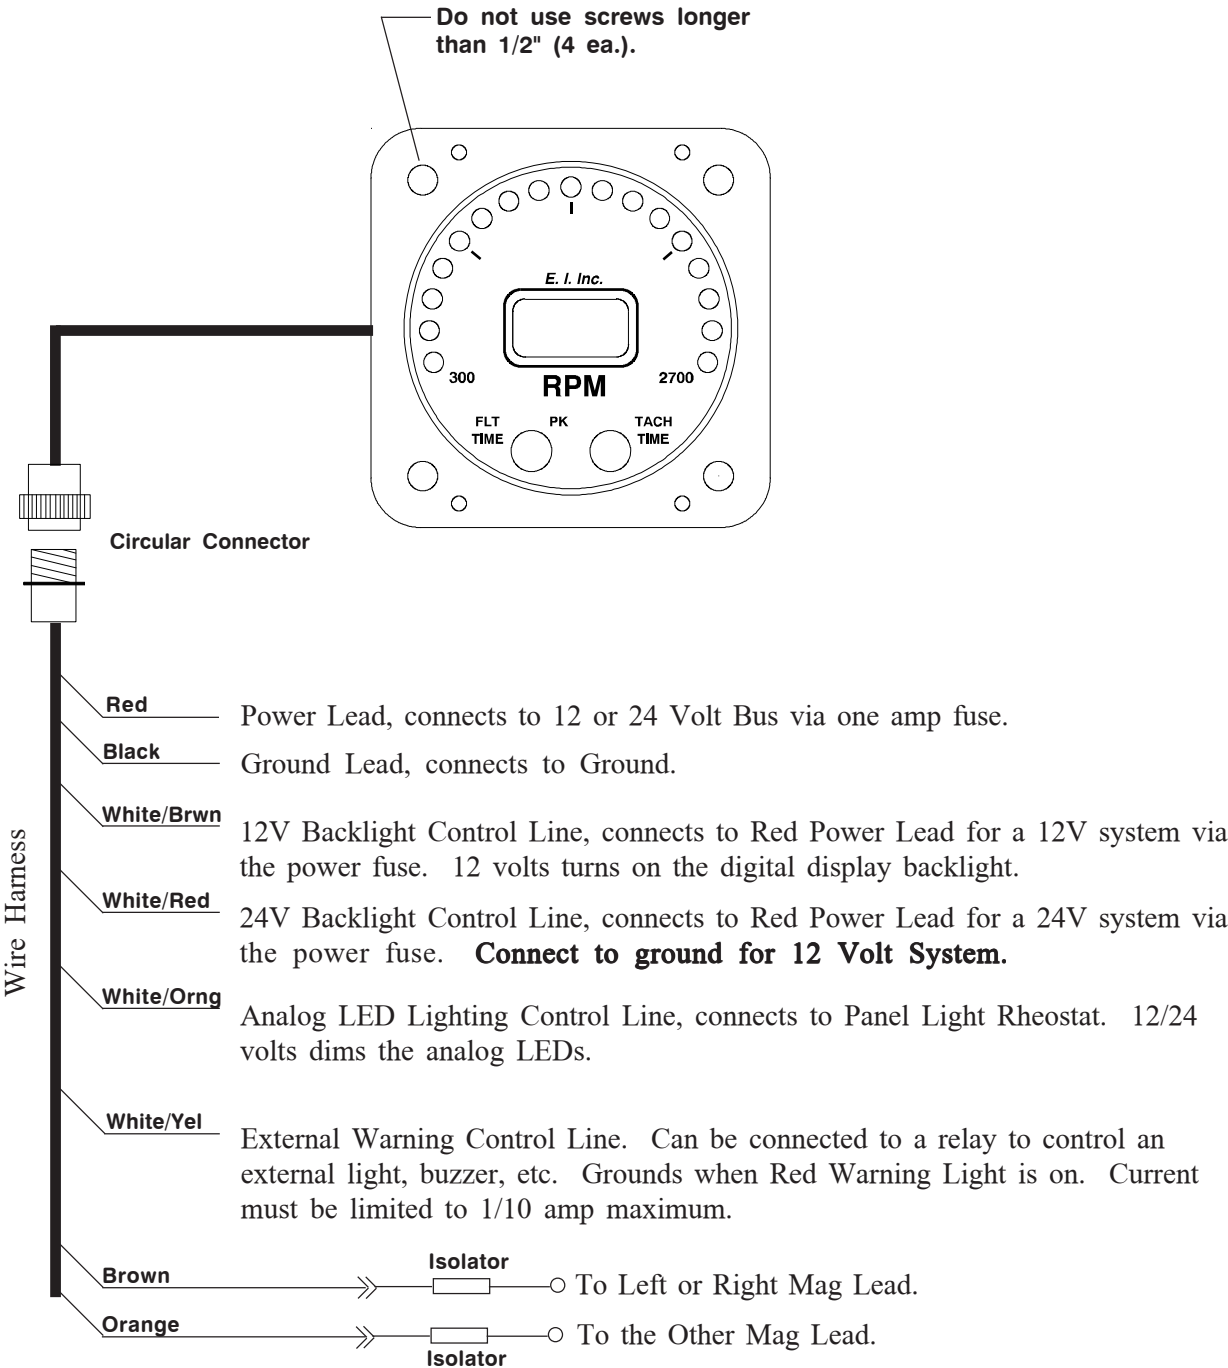 Do not use screws longer
than 1/2" (4 ea.).
E. I. Inc.
300
RPM
2700
FLT
TIME
PK
TACH
TIME
Circular Connector
Wire Harness
Red
Power Lead, connects to 12 or 24 Volt Bus via one amp fuse.
Black
Ground Lead, connects to Ground.
White/Brwn
12V Backlight Control Line, connects to Red Power Lead for a 12V system via
the power fuse. 12 volts turns on the digital display backlight.
White/Red
24V Backlight Control Line, connects to Red Power Lead for a 24V system via
the power fuse. Connect to ground for 12 Volt System.
White/Orng
Analog LED Lighting Control Line, connects to Panel Light Rheostat. 12/24
volts dims the analog LEDs.
White/Yel
External Warning Control Line. Can be connected to a relay to control an
external light, buzzer, etc. Grounds when Red Warning Light is on. Current
must be limited to 1/10 amp maximum.
Brown
Isolator
To Left or Right Mag Lead.
Orange
Isolator
To the Other Mag Lead.